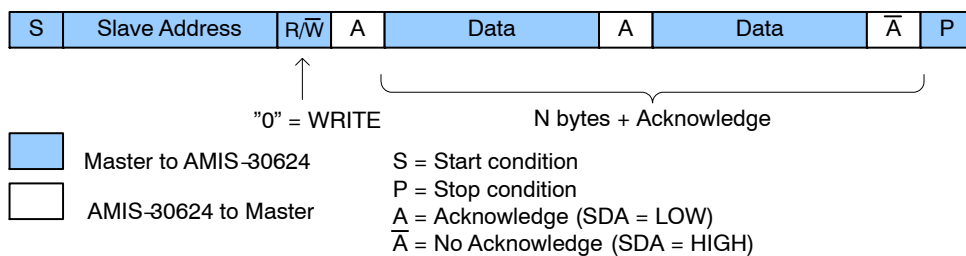 S Slave Address R/W̅ A Data A Data A̅ P
"0" = WRITE
N bytes + Acknowledge
Master to AMIS-30624
AMIS-30624 to Master
S = Start condition
P = Stop condition
A = Acknowledge (SDA = LOW)
A̅ = No Acknowledge (SDA = HIGH)